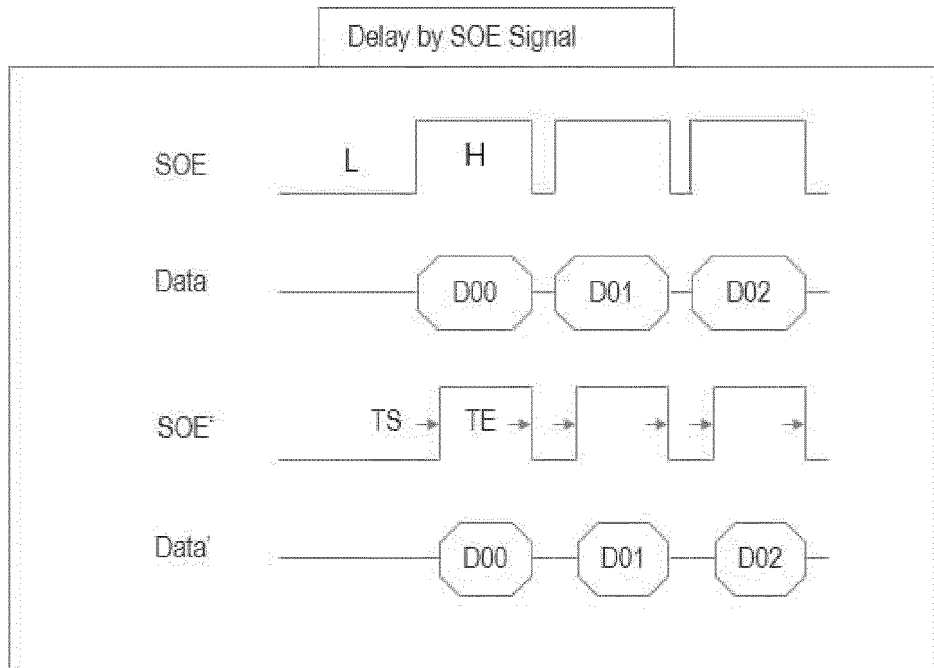 Delay by SOE Signal
SOE L H
Data D00 D01 D02
SOE' TS TE
Data' D00 D01 D02